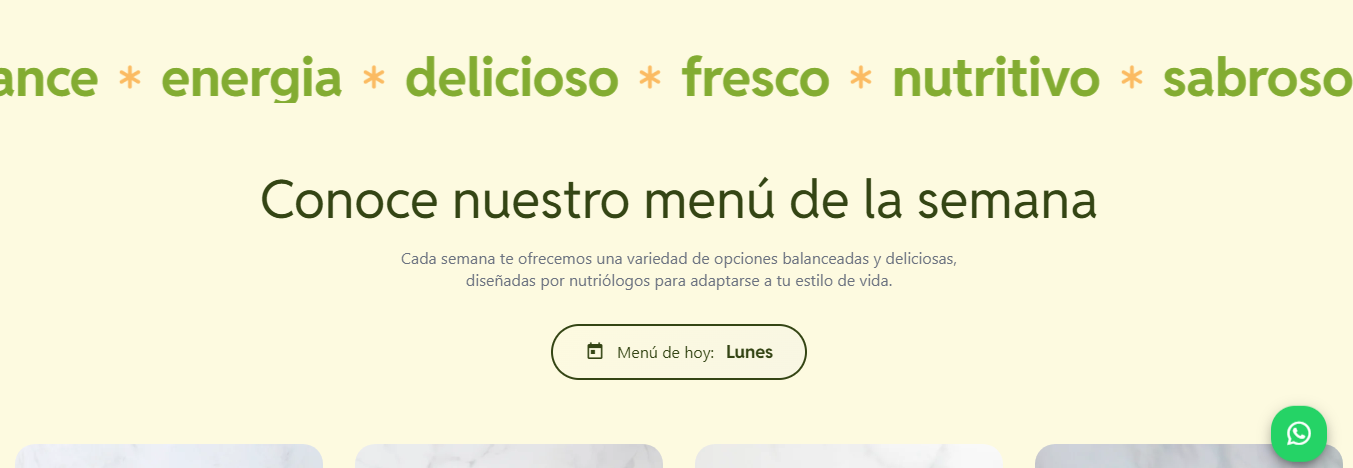 ance * energia * delicioso * fresco * nutritivo * sabroso
Conoce nuestro menú de la semana
Cada semana te ofrecemos una variedad de opciones balanceadas y deliciosas,
diseñadas por nutriólogos para adaptarse a tu estilo de vida.
Menú de hoy: Lunes